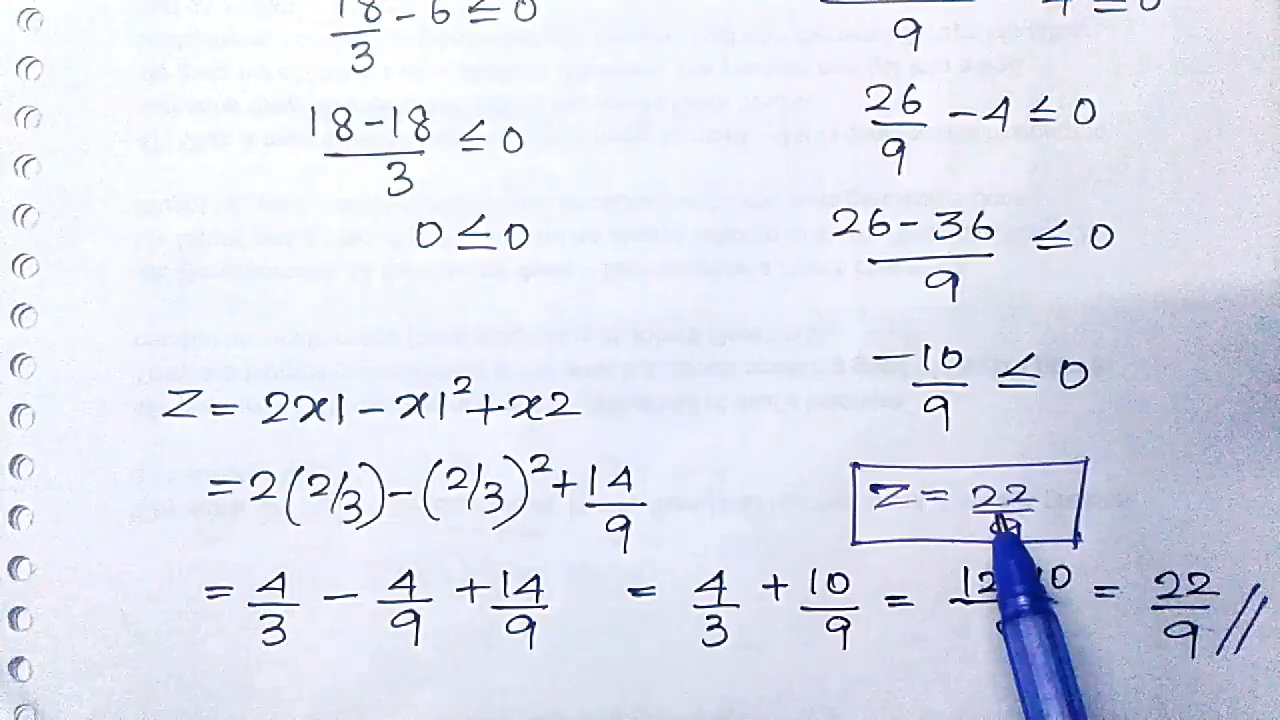 18 - 6 ≤ 0
3
18 - 18 ≤ 0
3
0 ≤ 0
9
26/9 - 4 ≤ 0
26 - 36 ≤ 0
9
-10/9 ≤ 0
Z = 2x1 - x1² + x2
= 2(2/3) - (2/3)² + 14/9
Z = 22/9
= 4/3 - 4/9 + 14/9 = 4/3 + 10/9 = = 22/9 //